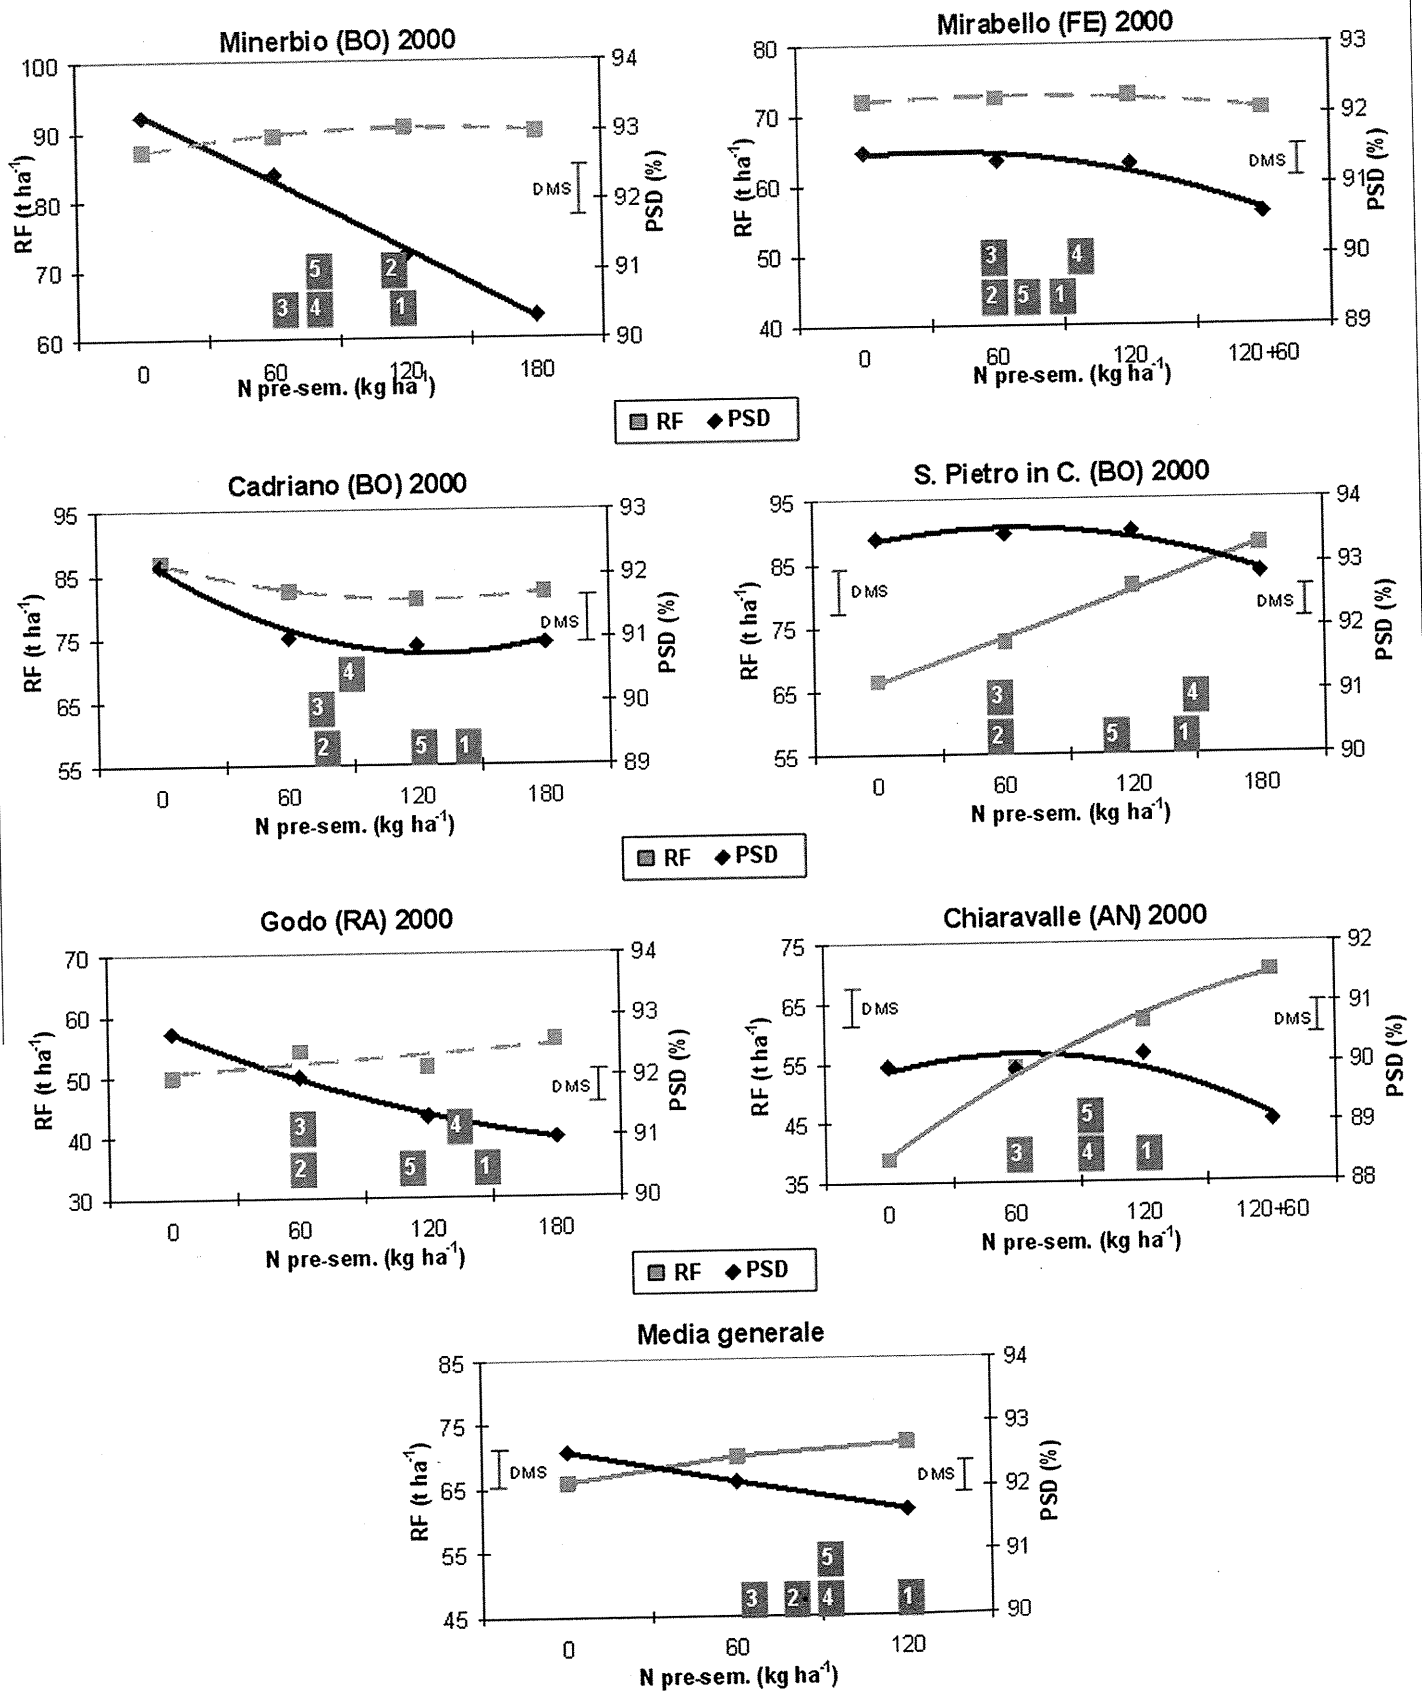 Minerbio (BO) 2000
100
90
80
70
60
RF (t ha-1)
94
93
92
91
90
PSD (%)
DMS
5 2
3 4 1
0 60 120 180
N pre-sem. (kg ha-1)
Mirabello (FE) 2000
80
70
60
50
40
RF (t ha-1)
93
92
91
90
89
PSD (%)
DMS
3 4
2 5 1
0 60 120 120+60
N pre-sem. (kg ha-1)
RF PSD
Cadriano (BO) 2000
95
85
75
65
55
RF (t ha-1)
93
92
91
90
89
PSD (%)
DMS
4
3
2 5 1
0 60 120 180
N pre-sem. (kg ha-1)
S. Pietro in C. (BO) 2000
95
85
75
65
55
RF (t ha-1)
94
93
92
91
90
PSD (%)
DMS DMS
3 4
2 5 1
0 60 120 180
N pre-sem. (kg ha-1)
RF PSD
Godo (RA) 2000
70
60
50
40
30
RF (t ha-1)
94
93
92
91
90
PSD (%)
DMS
3 4
2 5 1
0 60 120 180
N pre-sem. (kg ha-1)
Chiaravalle (AN) 2000
75
65
55
45
35
RF (t ha-1)
92
91
90
89
88
PSD (%)
DMS DMS
5
3 4 1
0 60 120 120+60
N pre-sem. (kg ha-1)
RF PSD
Media generale
85
75
65
55
45
RF (t ha-1)
94
93
92
91
90
PSD (%)
DMS DMS
5
3 2 4 1
0 60 120
N pre-sem. (kg ha-1)